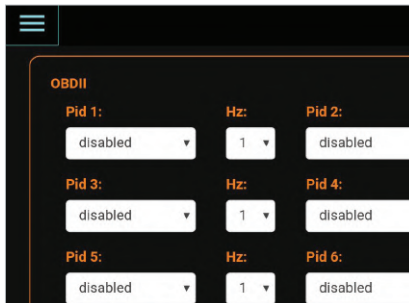 OBDII
Pid 1: Hz: Pid 2:
disabled 1 disabled
Pid 3: Hz: Pid 4:
disabled 1 disabled
Pid 5: Hz: Pid 6:
disabled 1 disabled